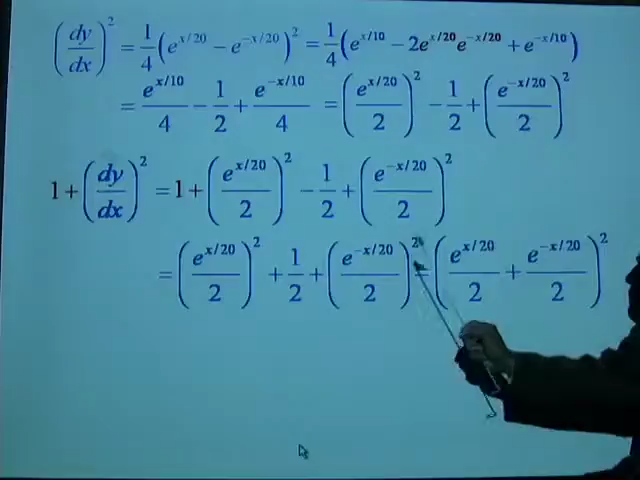 (dy/dx)² = 1/4 (e^{x/20} − e^{−x/20})² = 1/4 (e^{x/10} − 2e^{x/20}e^{−x/20} + e^{−x/10})
= e^{x/10}/4 − 1/2 + e^{−x/10}/4 = (e^{x/20}/2)² − 1/2 + (e^{−x/20}/2)²
1 + (dy/dx)² = 1 + (e^{x/20}/2)² − 1/2 + (e^{−x/20}/2)²
= (e^{x/20}/2)² + 1/2 + (e^{−x/20}/2)² = (e^{x/20}/2 + e^{−x/20}/2)²